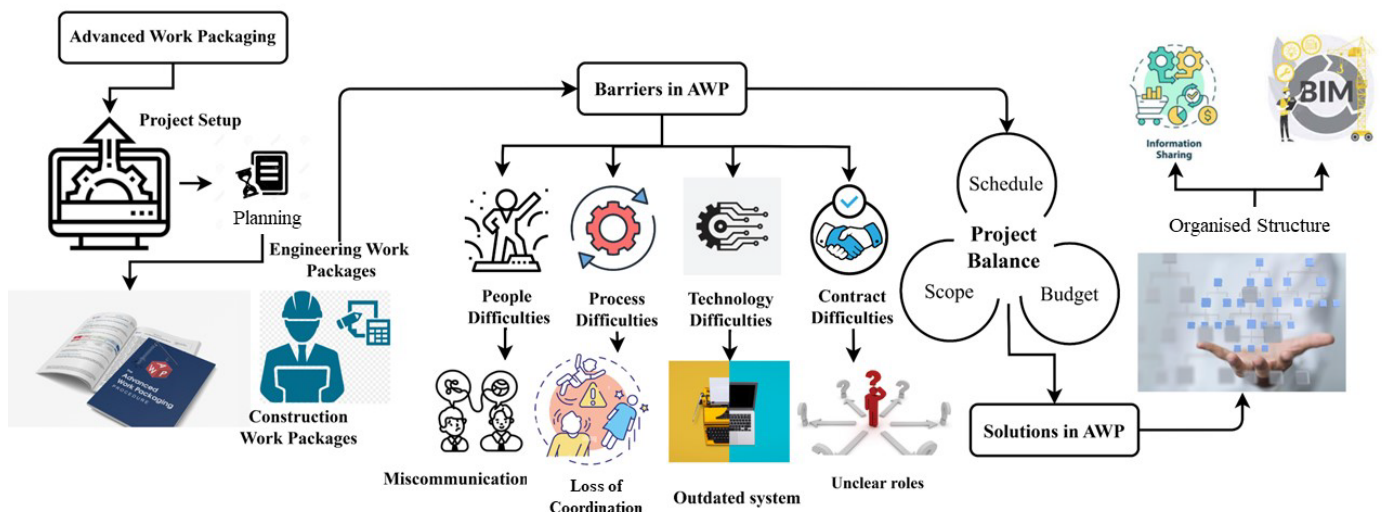 Advanced Work Packaging
Project Setup
Planning
Engineering Work
Packages
Advanced
Work Packaging
PROCEDURE
Construction
Work Packages
Barriers in AWP
People
Difficulties
Process
Difficulties
Technology
Difficulties
Contract
Difficulties
Miscommunication
Loss of
Coordination
Outdated system
Unclear roles
Schedule
Project
Balance
Scope
Budget
Solutions in AWP
Information
Sharing
BIM
Organised Structure